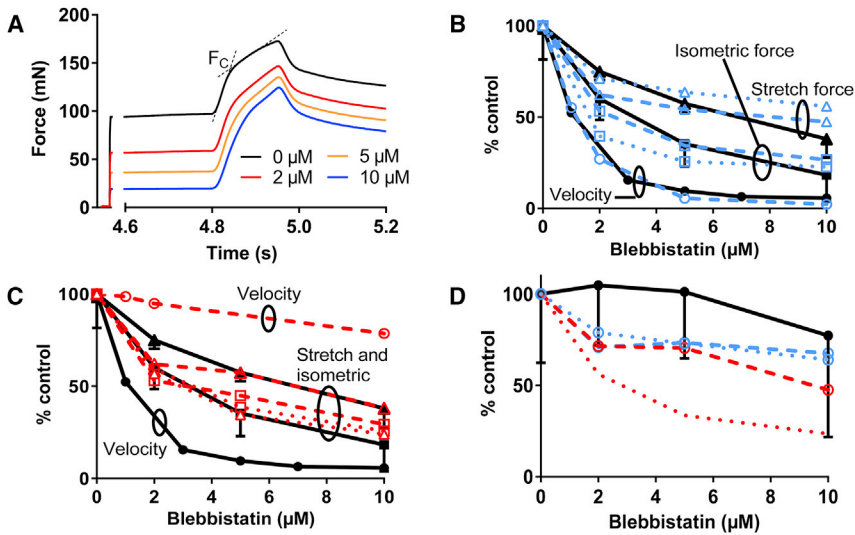 A
Force (mN)
200
150
100
50
0
F_C
0 µM
5 µM
2 µM
10 µM
4.6
4.8
5.0
5.2
Time (s)
B
% control
100
50
0
Isometric force
Stretch force
Velocity
0
2
4
6
8
10
Blebbistatin (µM)
C
% control
100
50
0
Velocity
Stretch and
isometric
Velocity
0
2
4
6
8
10
Blebbistatin (µM)
D
% control
100
50
0
0
2
4
6
8
10
Blebbistatin (µM)